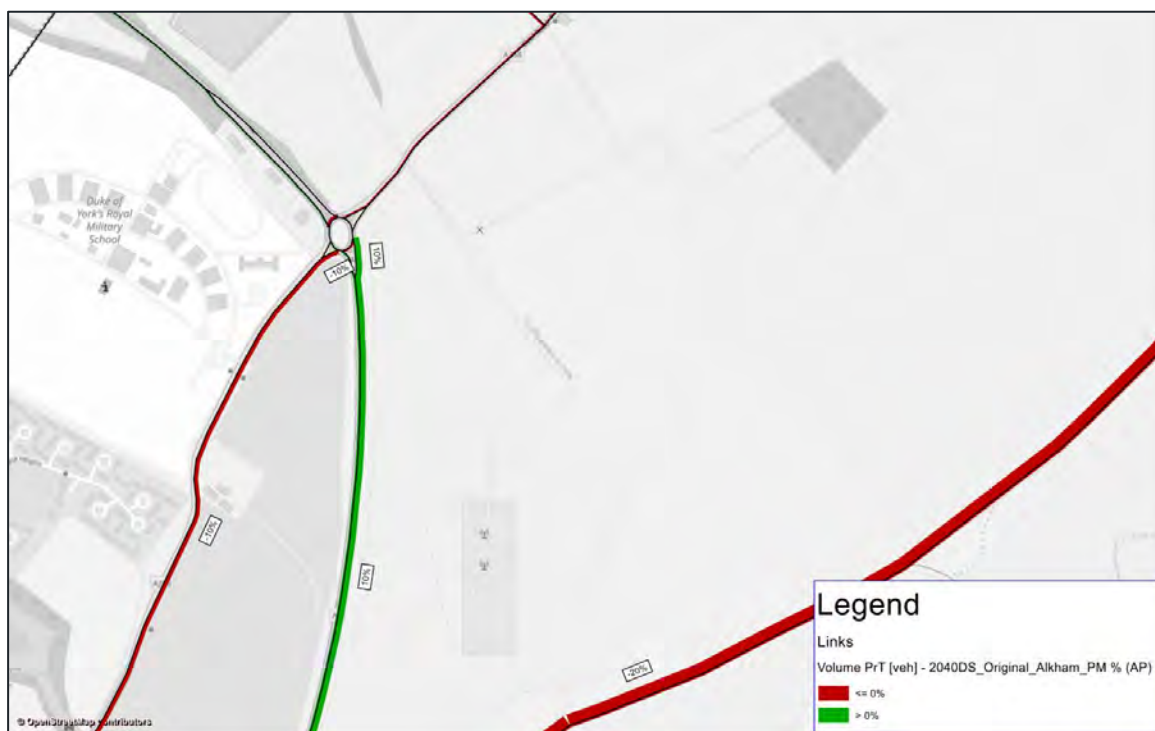 Duke of
York's Royal
Military
School
10%
-10%
-10%
10%
-20%
Legend
Links
Volume PrT [veh] - 2040DS_Original_Alkham_PM % (AP)
<= 0%
> 0%
© OpenStreetMap contributors